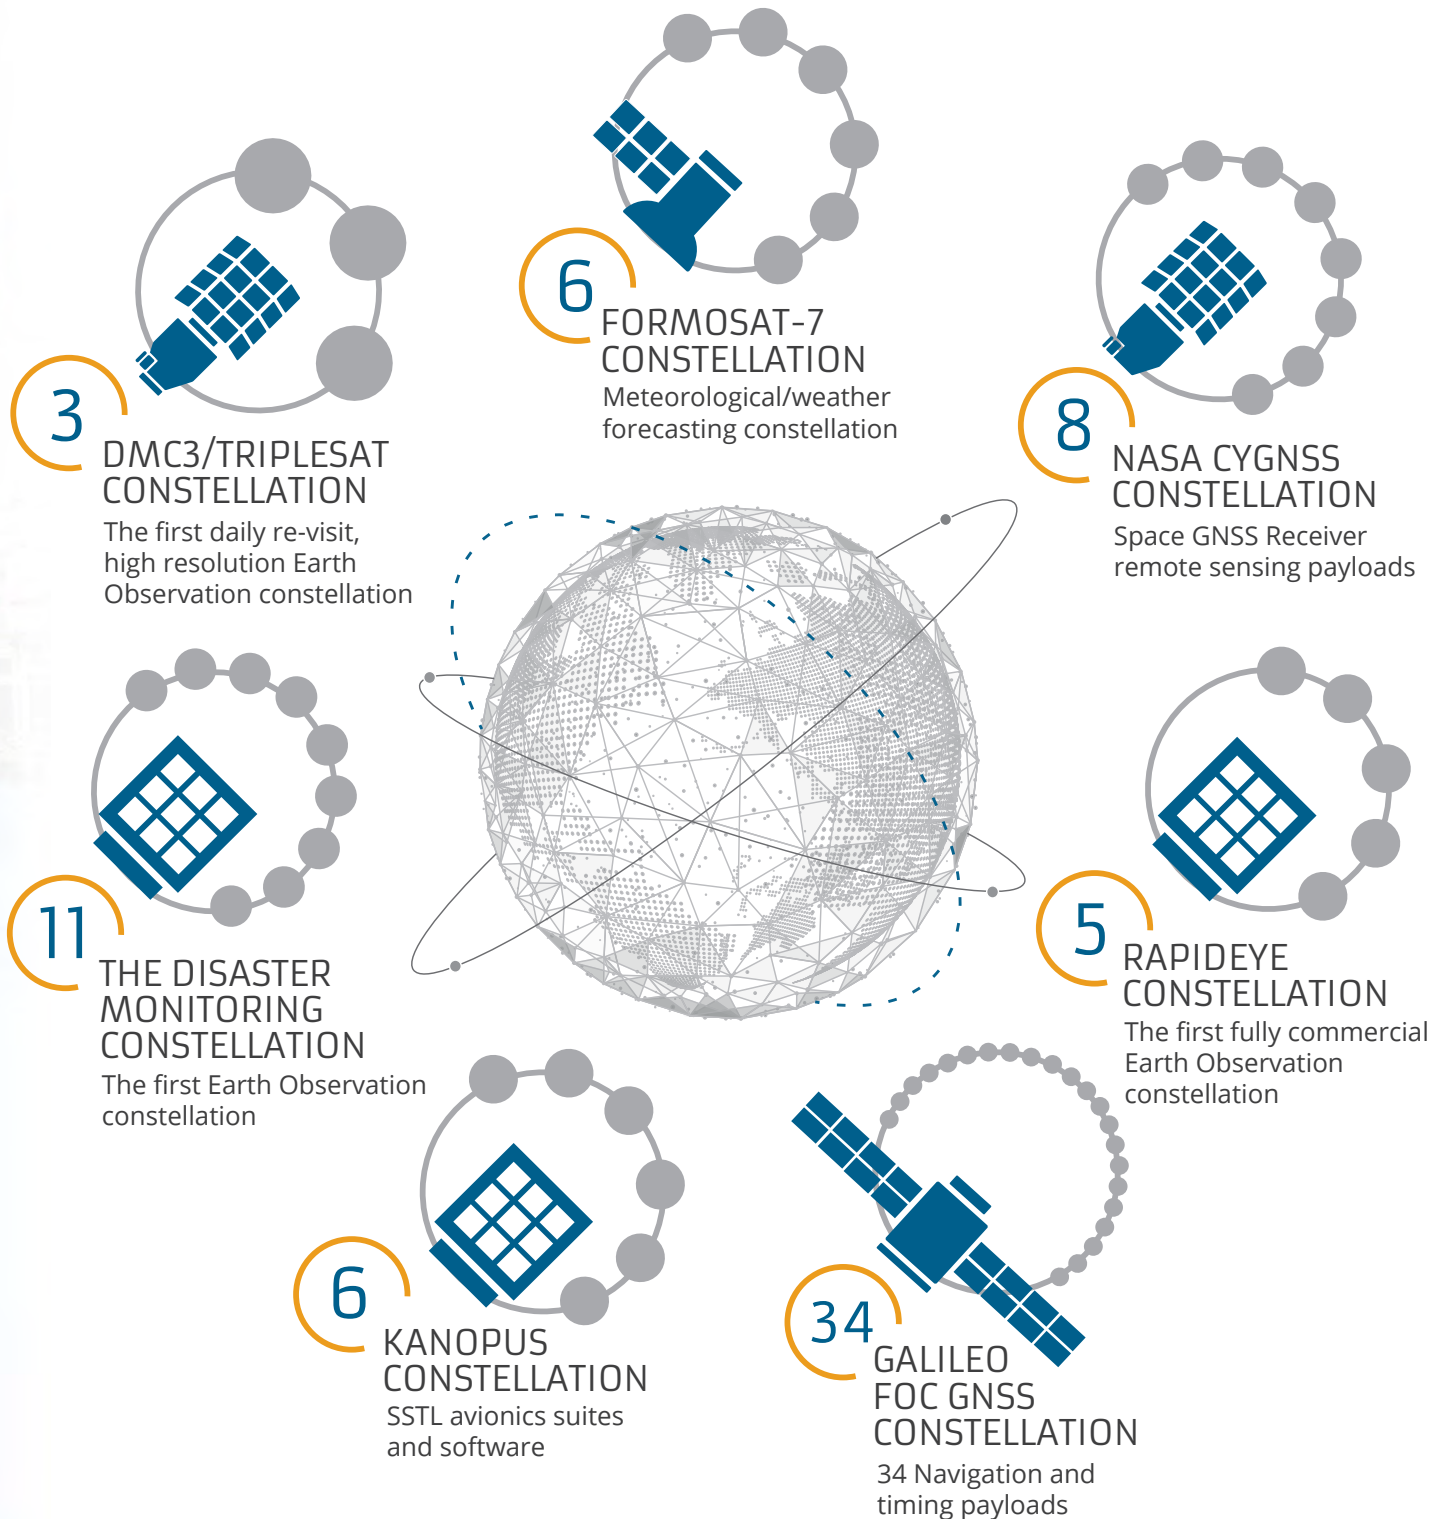 3
DMC3/TRIPLESAT
CONSTELLATION
The first daily re-visit,
high resolution Earth
Observation constellation
6
FORMOSAT-7
CONSTELLATION
Meteorological/weather
forecasting constellation
8
NASA CYGNSS
CONSTELLATION
Space GNSS Receiver
remote sensing payloads
11
THE DISASTER
MONITORING
CONSTELLATION
The first Earth Observation
constellation
5
RAPIDEYE
CONSTELLATION
The first fully commercial
Earth Observation
constellation
6
KANOPUS
CONSTELLATION
SSTL avionics suites
and software
34
GALILEO
FOC GNSS
CONSTELLATION
34 Navigation and
timing payloads